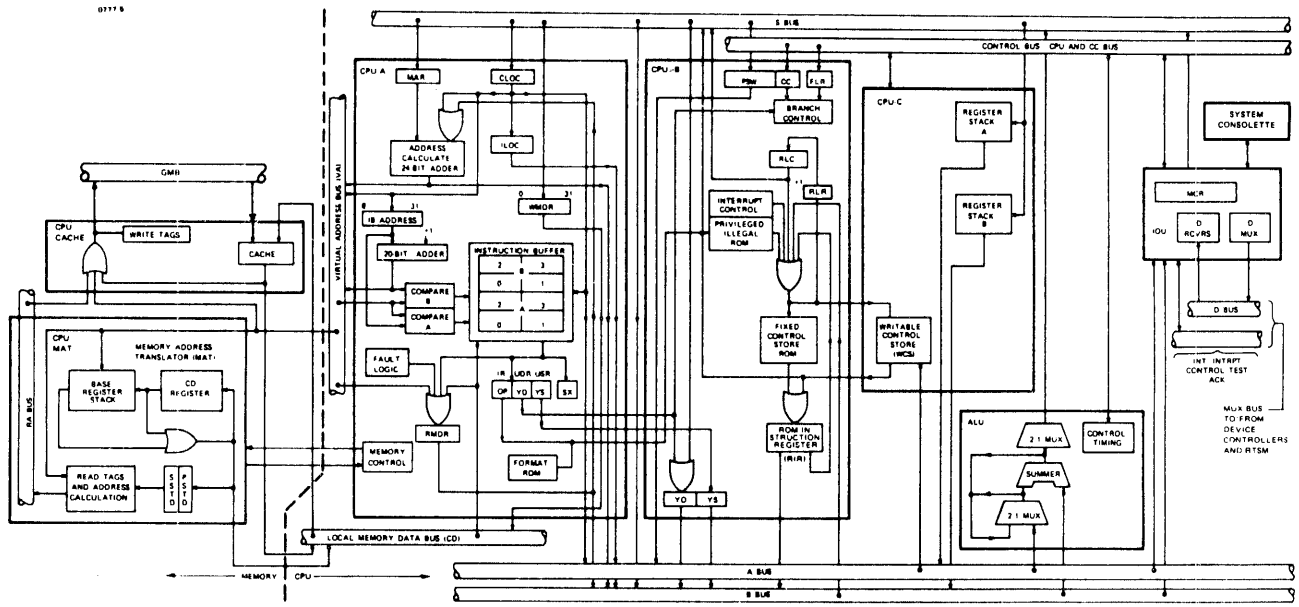 0777 5
S BUS
CONTROL BUS CPU AND CC BUS
CPU A
MAR
CLOC
ILOC
ADDRESS
CALCULATE
24 BIT ADDER
0 31
WMDR
0 31
IB ADDRESS
+1
20-BIT ADDER
VIRTUAL ADDRESS BUS (VA)
INSTRUCTION BUFFER
2 3
B
0 1
2 3
A
0 1
COMPARE
B
COMPARE
A
FAULT
LOGIC
RMDR
IR UDR USR
OP YD YS
SX
FORMAT
ROM
MEMORY
CONTROL
LOCAL MEMORY DATA BUS (CD)
MEMORY CPU
GMB
CPU
CACHE
WRITE TAGS
CACHE
RA BUS
CPU
MAT
MEMORY ADDRESS
TRANSLATOR (MAT)
BASE
REGISTER
STACK
CD
REGISTER
READ TAGS
AND ADDRESS
CALCULATION
SSTD
PSTD
CPU-B
PSW
CC
FLR
BRANCH
CONTROL
RLC
+1
RLR
INTERRUPT
CONTROL
PRIVILEGED
ILLEGAL
ROM
FIXED
CONTROL
STORE
ROM
ROM IN
STRUCTION
REGISTER
(RIR)
YD YS
CPU-C
REGISTER
STACK
A
REGISTER
STACK
B
WRITABLE
CONTROL
STORE
(WCS)
ALU
2:1 MUX
SUMMER
2:1 MUX
CONTROL
TIMING
SYSTEM
CONSOLETTE
MCR
IOU
D
RCVRS
D
MUX
D BUS
INT INTRPT
CONTROL TEST
ACK
MUX BUS
TO FROM
DEVICE
CONTROLLERS
AND RTSM
A BUS
B BUS